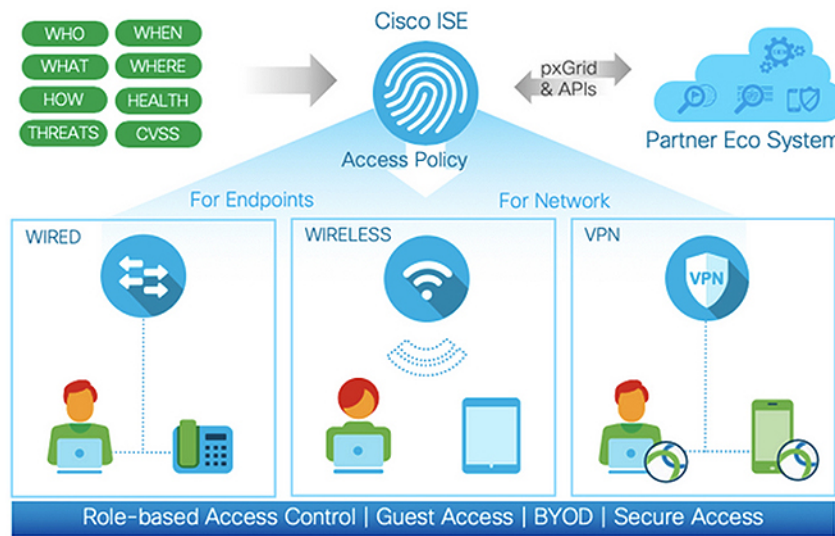 Cisco ISE
WHO
WHEN
WHAT
WHERE
HOW
HEALTH
THREATS
CVSS
pxGrid
& APIs
Partner Eco System
Access Policy
For Endpoints
For Network
WIRED
WIRELESS
VPN
VPN
Role-based Access Control | Guest Access | BYOD | Secure Access